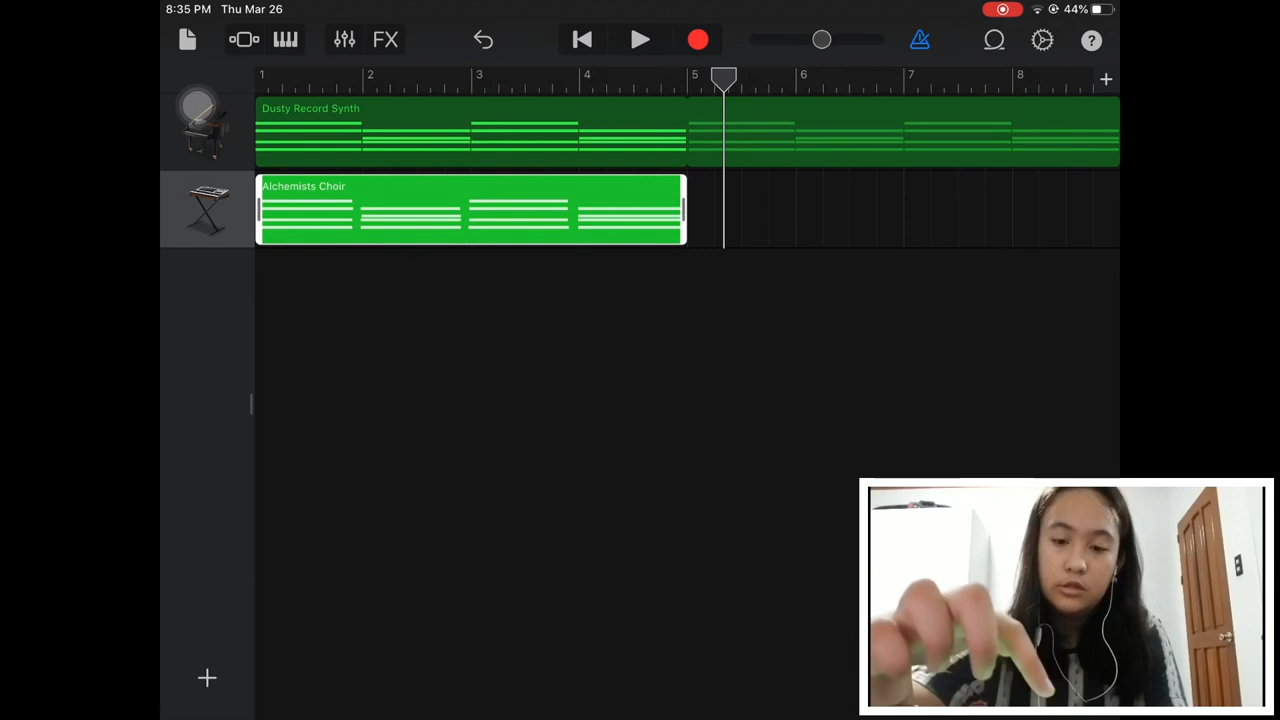 8:35 PM Thu Mar 26 44%
FX ?
1 2 3 4 5 6 7 8 +
Dusty Record Synth
Alchemists Choir
+